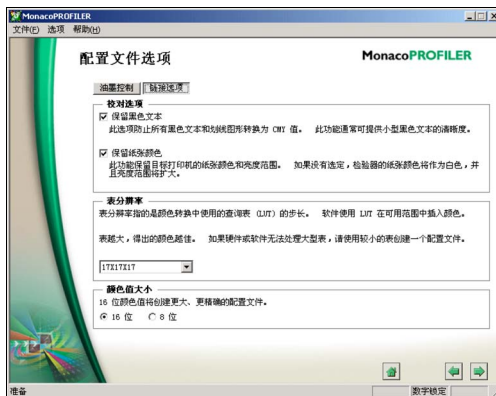 MonacoPROFILER
文件(F) 选项 帮助(H)
配置文件选项
MonacoPROFILER
油墨控制 链接选项
校对选项
保留黑色文本
此选项防止所有黑色文本和划线图形转换为 CMY 值。 此功能通常可提供小型黑色文本的清晰度。
保留纸张颜色
此功能保留目标打印机的纸张颜色和亮度范围。 如果没有选定，检验器的纸张颜色将作为白色，并
且亮度范围将扩大。
表分辨率
表分辨率指的是颜色转换中使用的查询表 (LUT) 的步长。 软件使用 LUT 在可用范围中插入颜色。
表越大，得出的颜色越佳。 如果硬件或软件无法处理大型表，请使用较小的表创建一个配置文件。
17X17X17
颜色值大小
16 位颜色值将创建更大、更精确的配置文件。
16 位 8 位
准备 数字锁定